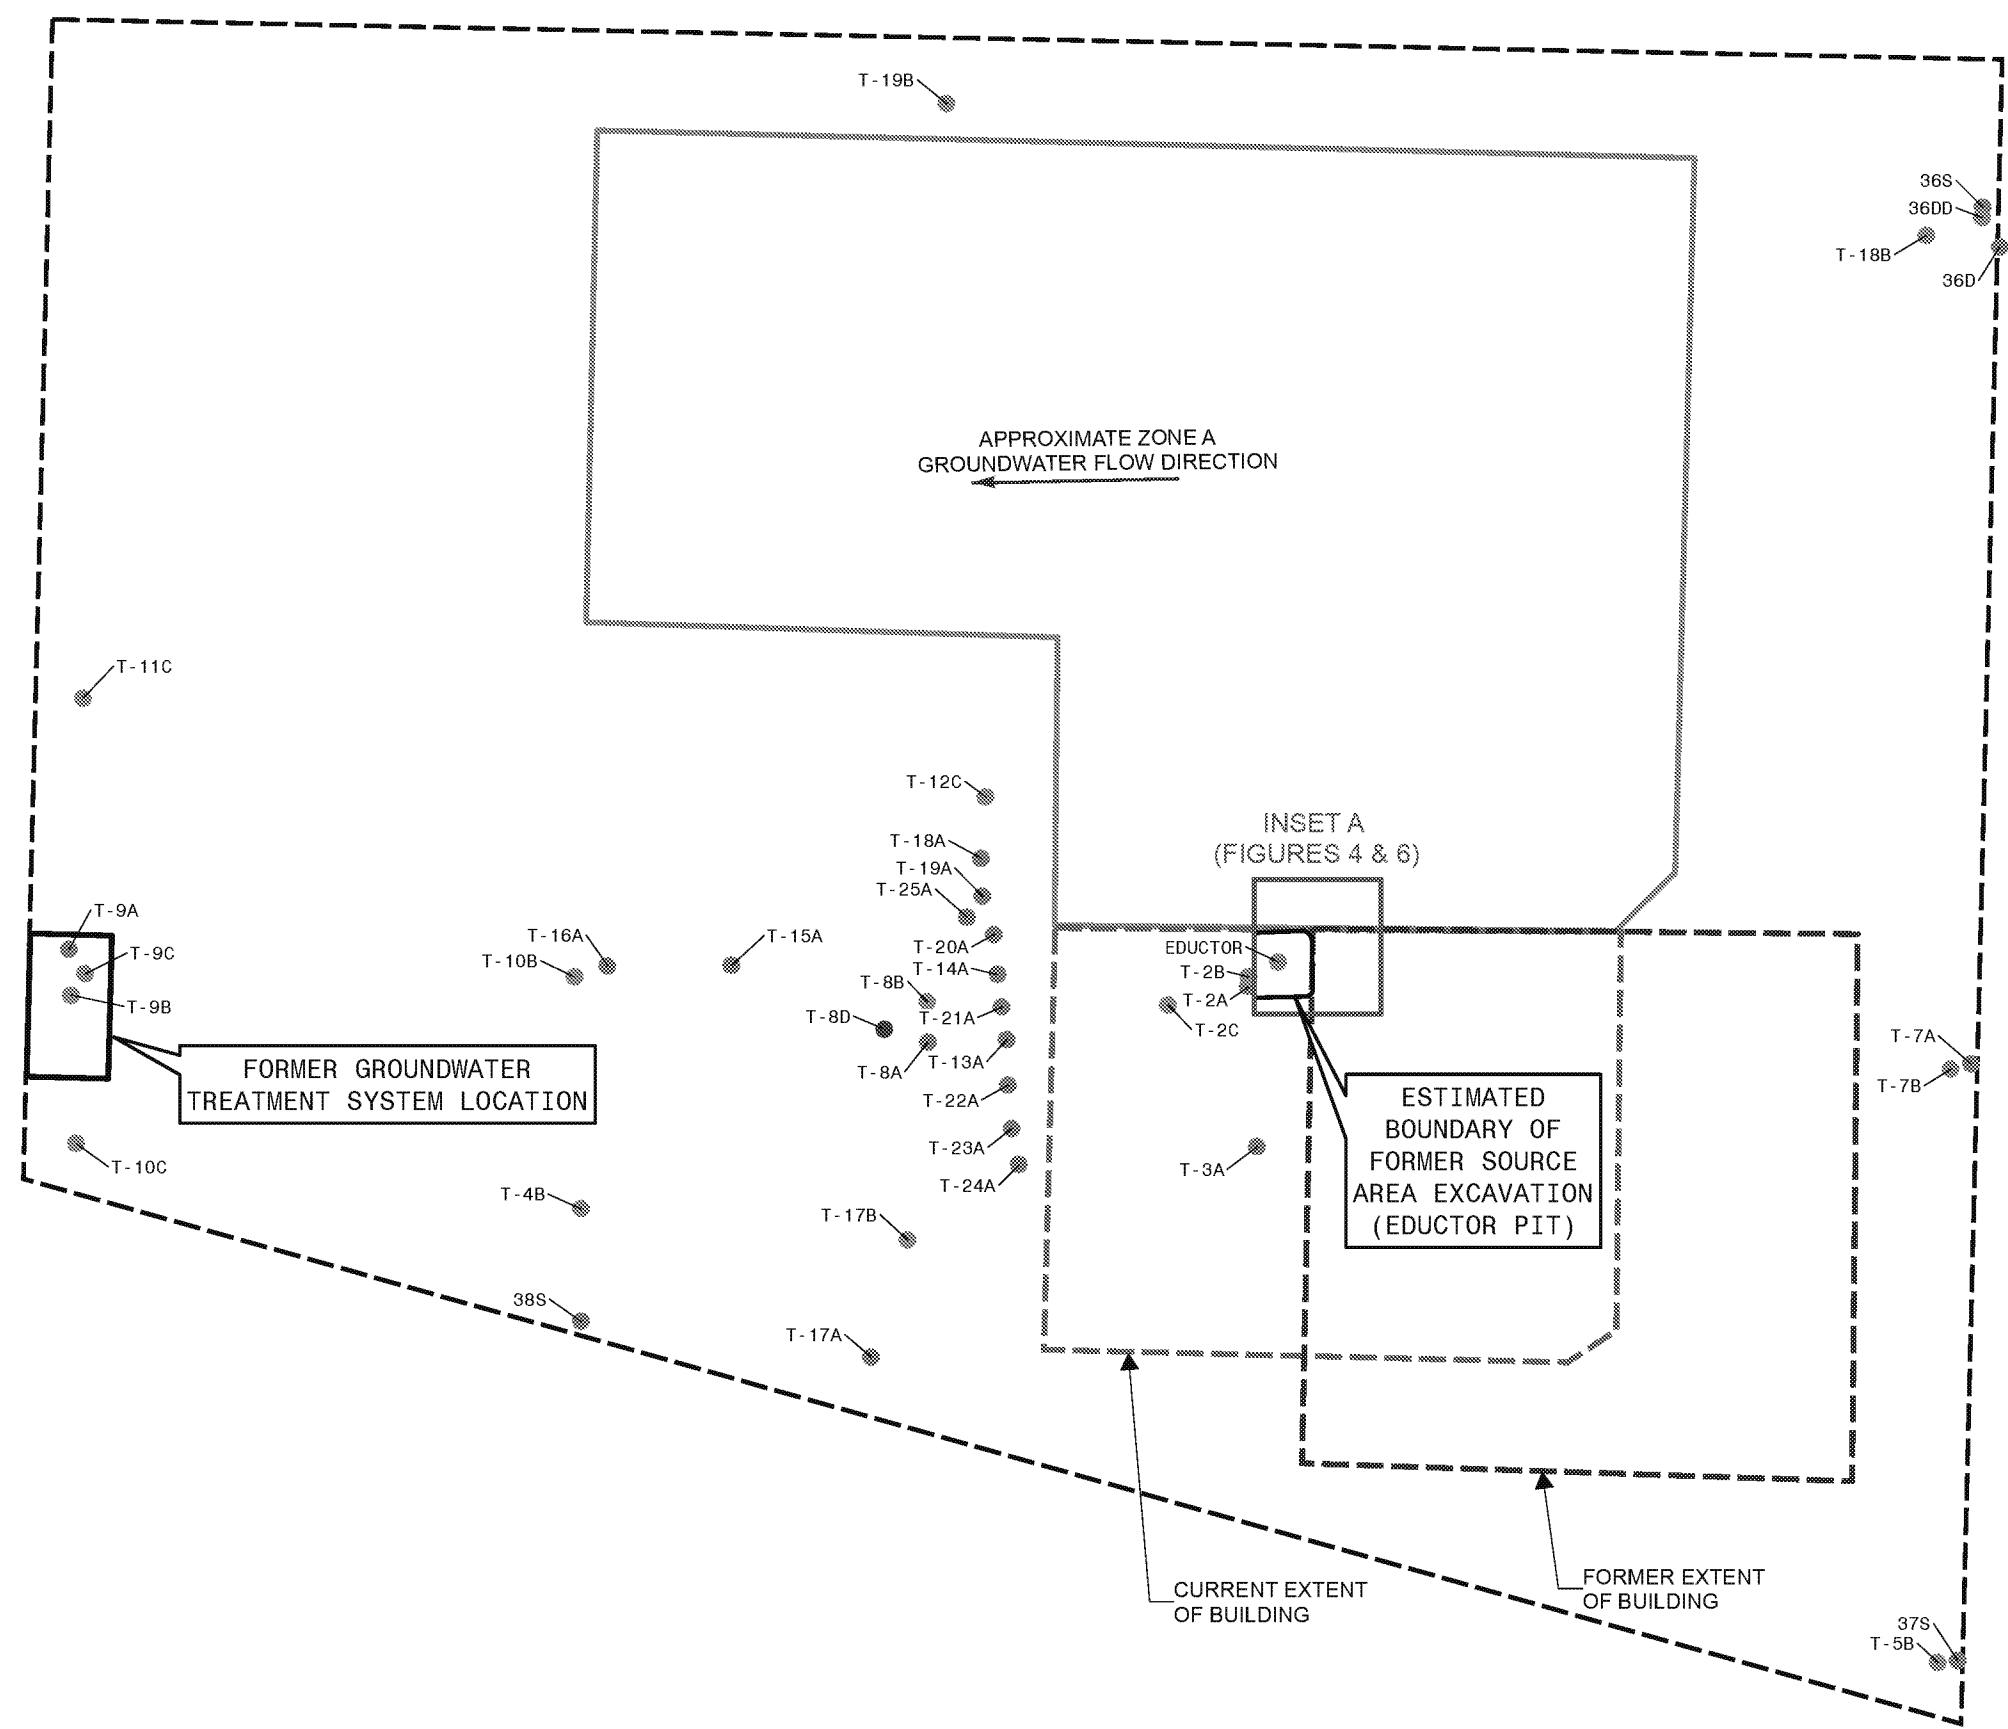 T-19B
36S
36DD
T-18B
36D
APPROXIMATE ZONE A
GROUNDWATER FLOW DIRECTION
T-11C
T-12C
INSET A
(FIGURES 4 & 6)
T-18A
T-19A
T-25A
T-9A
T-16A
T-15A
T-20A
EDUCTOR
T-9C
T-10B
T-14A
T-2B
T-8B
T-2A
T-9B
T-8D
T-21A
T-2C
T-7A
T-13A
T-8A
T-7B
FORMER GROUNDWATER
TREATMENT SYSTEM LOCATION
T-22A
ESTIMATED
BOUNDARY OF
FORMER SOURCE
AREA EXCAVATION
(EDUCTOR PIT)
T-23A
T-10C
T-3A
T-24A
T-4B
T-17B
38S
T-17A
CURRENT EXTENT
OF BUILDING
FORMER EXTENT
OF BUILDING
37S
T-5B